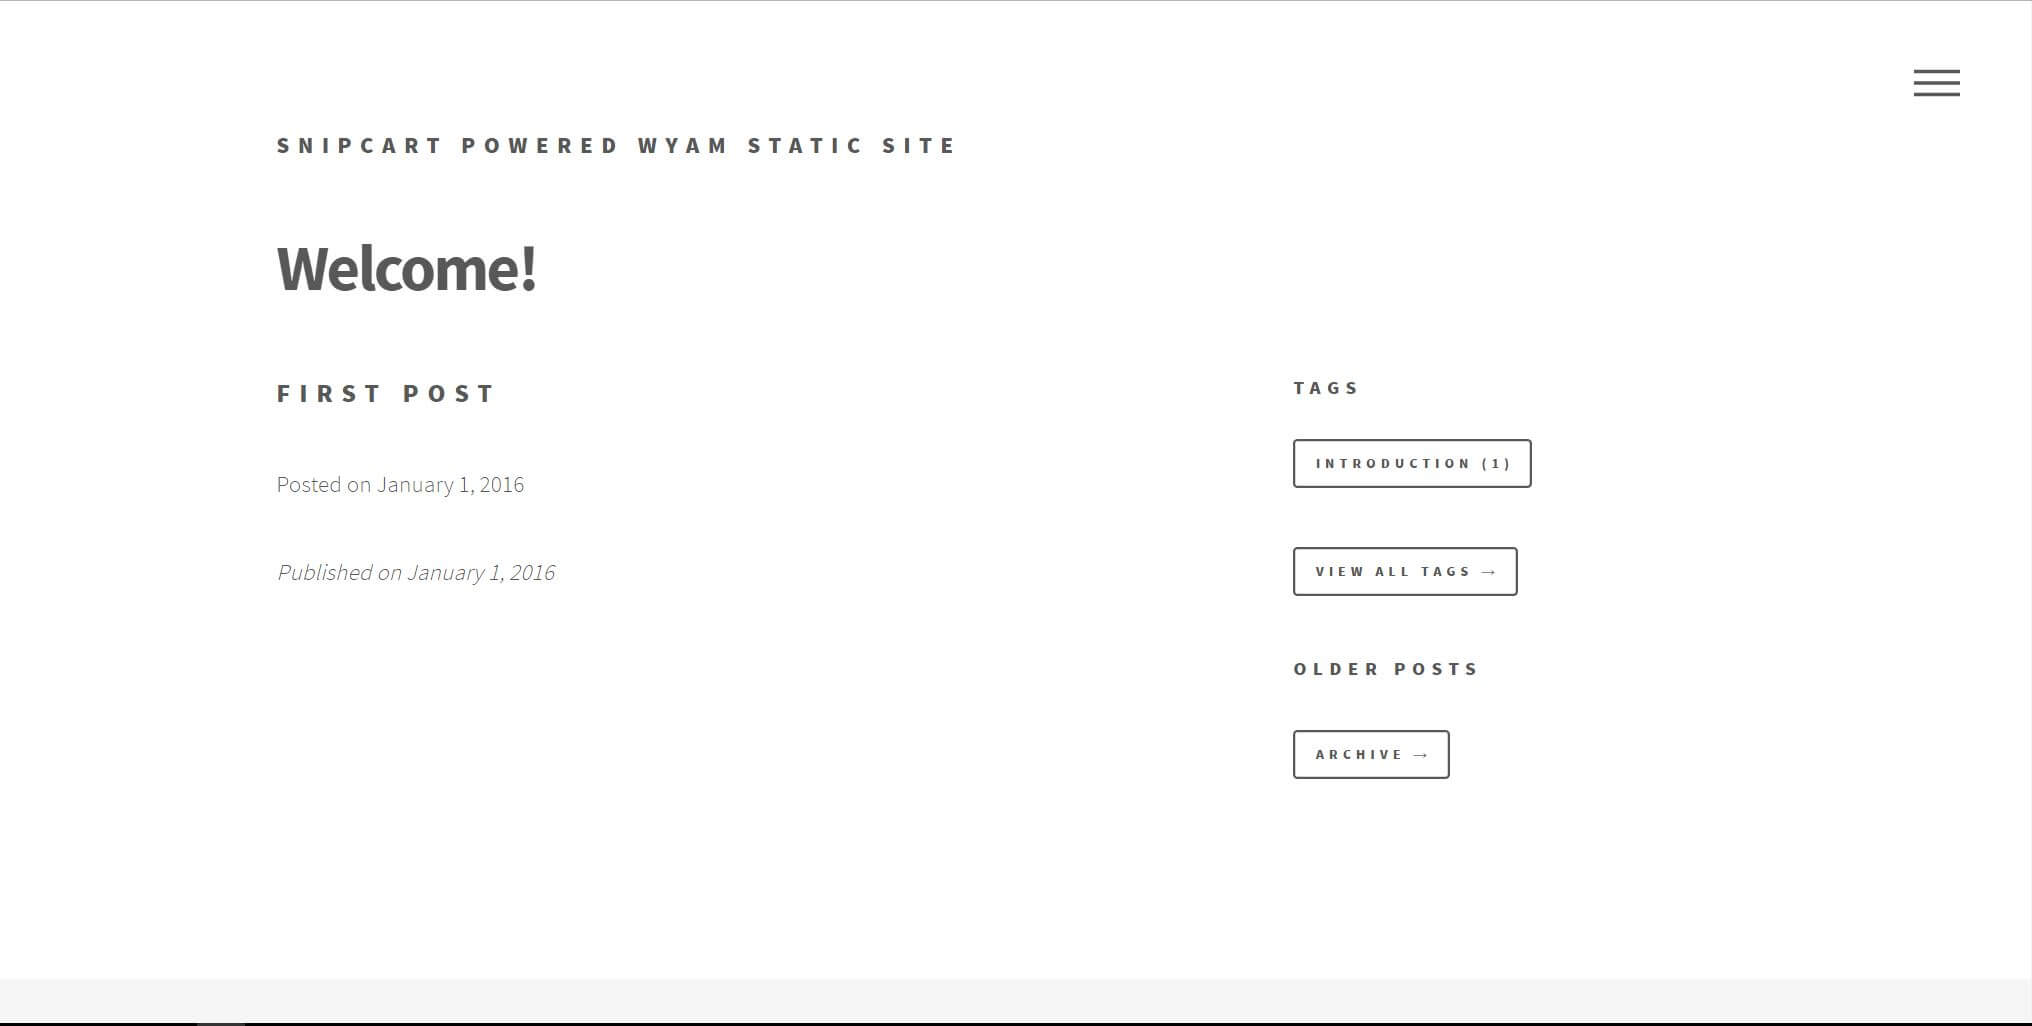 SNIPCART POWERED WYAM STATIC SITE
Welcome!
FIRST POST
Posted on January 1, 2016
Published on January 1, 2016
TAGS
INTRODUCTION (1)
VIEW ALL TAGS →
OLDER POSTS
ARCHIVE →